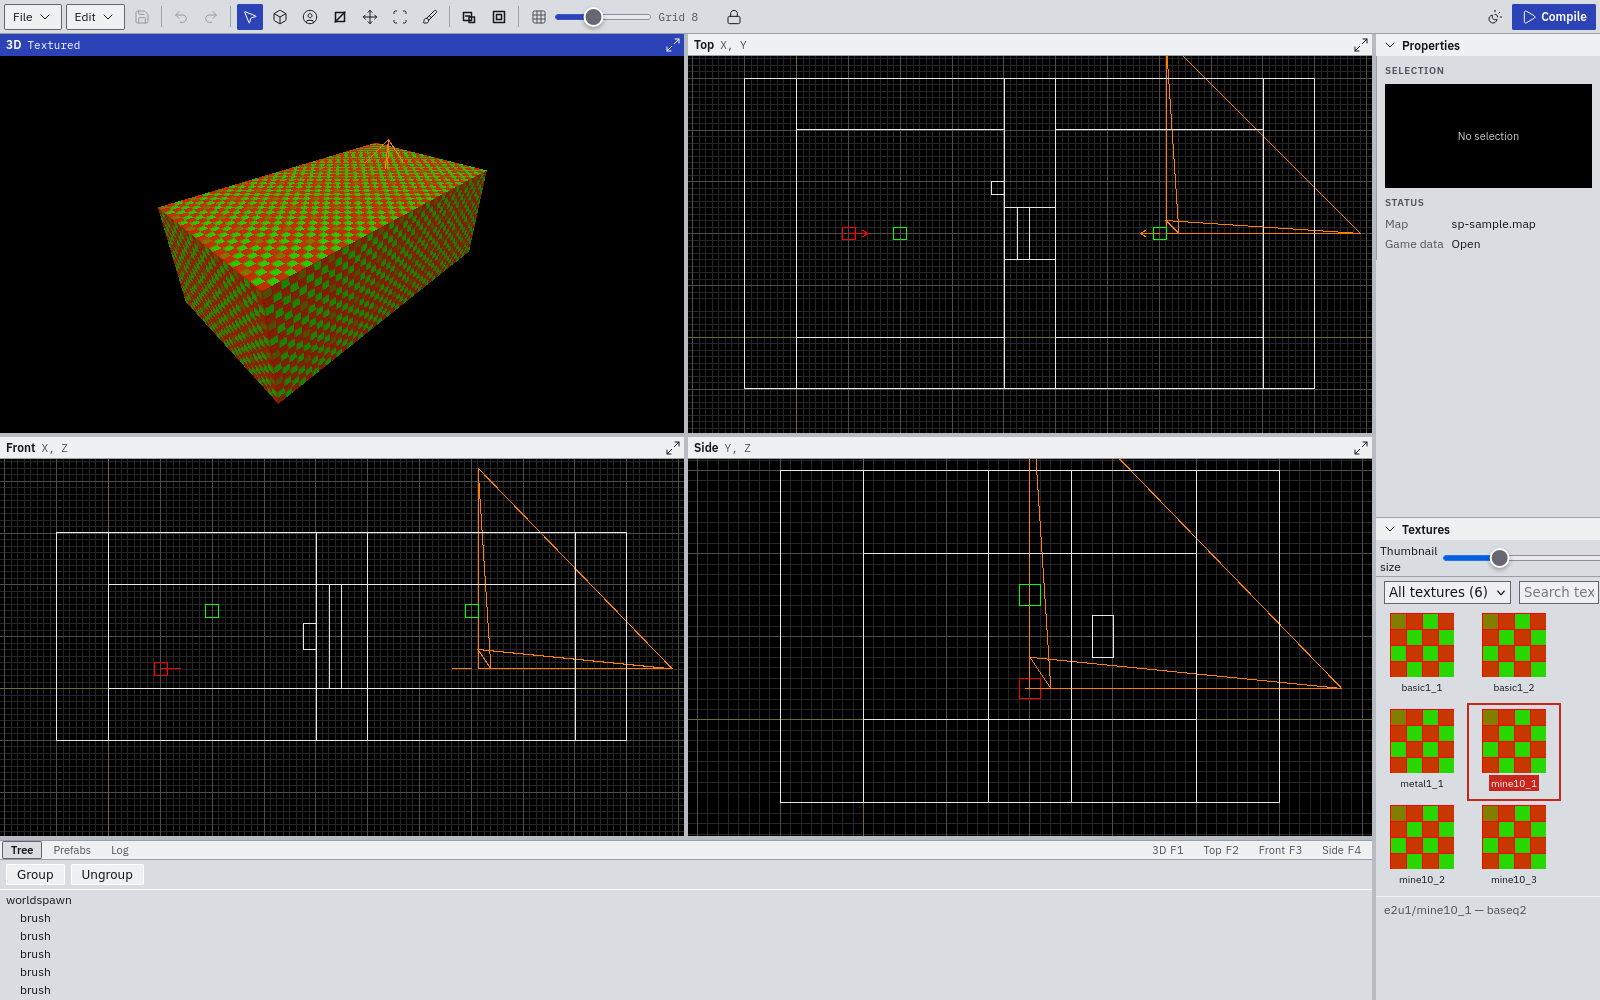 File
Edit
Grid 8
Compile
3D Textured
Top X, Y
Properties
SELECTION
No selection
STATUS
Map sp-sample.map
Game data Open
Front X, Z
Side Y, Z
Textures
Thumbnail
size
All textures (6)
Search tex
basic1_1
basic1_2
metal1_1
mine10_1
mine10_2
mine10_3
e2u1/mine10_1 — baseq2
Tree
Prefabs
Log
3D F1
Top F2
Front F3
Side F4
Group
Ungroup
worldspawn
brush
brush
brush
brush
brush